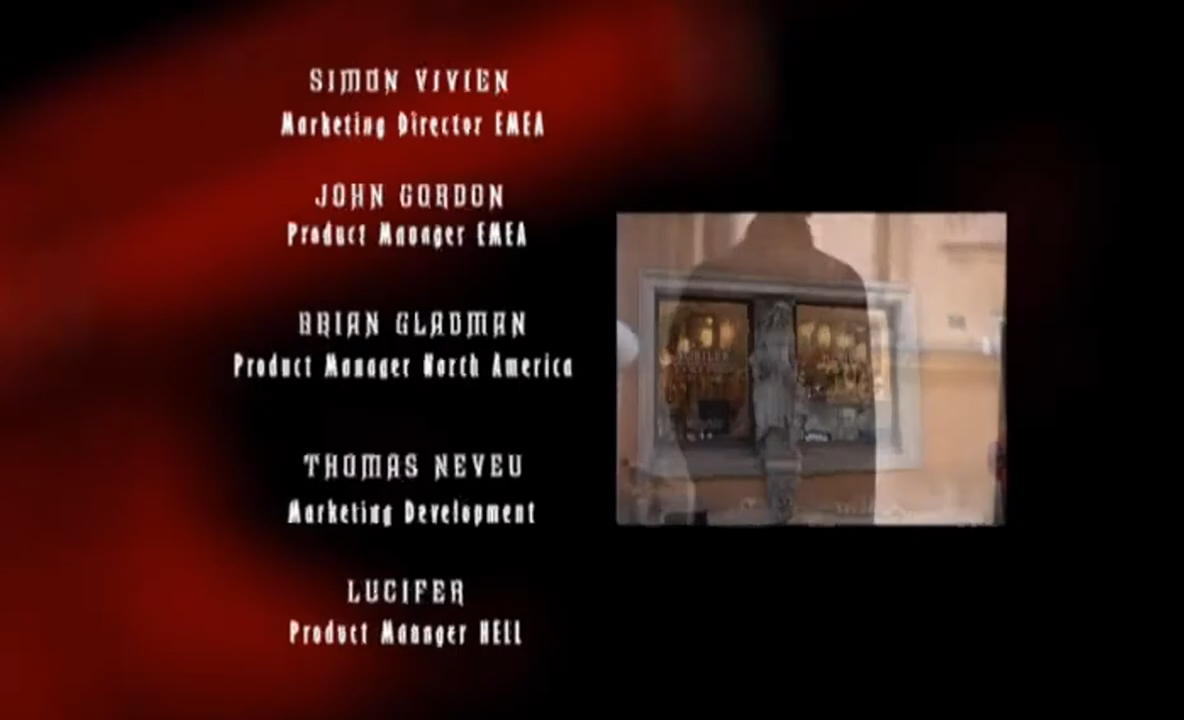 SIMON VIVIEN
Marketing Director EMEA
JOHN GORDON
Product Manager EMEA
BRIAN GLADMAN
Product Manager North America
THOMAS NEVEU
Marketing Development
LUCIFER
Product Manager HELL